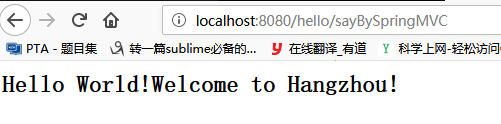 localhost:8080/hello/sayBySpringMVC
PTA - 题目集 转一篇sublime必备的... 在线翻译_有道 科学上网-轻松访问
Hello World!Welcome to Hangzhou!